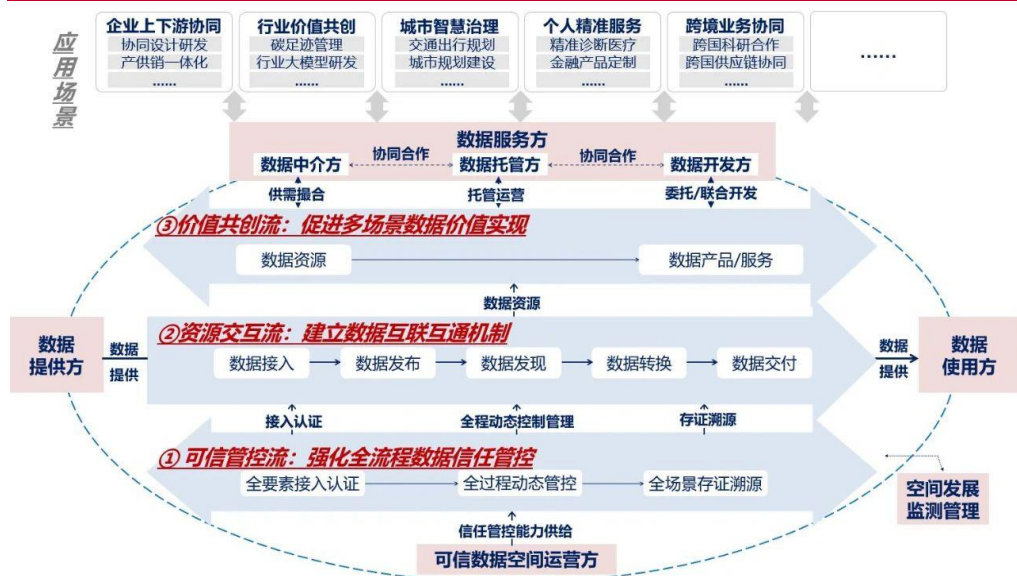 应用场景
企业上下游协同
协同设计研发
产供销一体化
......
行业价值共创
碳足迹管理
行业大模型研发
......
城市智慧治理
交通出行规划
城市规划建设
......
个人精准服务
精准诊断医疗
金融产品定制
......
跨境业务协同
跨国科研合作
跨国供应链协同
......
......
数据服务方
数据中介方
协同合作
数据托管方
协同合作
数据开发方
供需撮合
托管运营
委托/联合开发
③价值共创流：促进多场景数据价值实现
数据资源
数据产品/服务
数据资源
数据
提供方
数据
提供
②资源交互流：建立数据互联互通机制
数据接入
数据发布
数据发现
数据转换
数据交付
数据
提供
数据
使用方
接入认证
全程动态控制管理
存证溯源
① 可信管控流：强化全流程数据信任管控
全要素接入认证
全过程动态管控
全场景存证溯源
空间发展
监测管理
信任管控能力供给
可信数据空间运营方